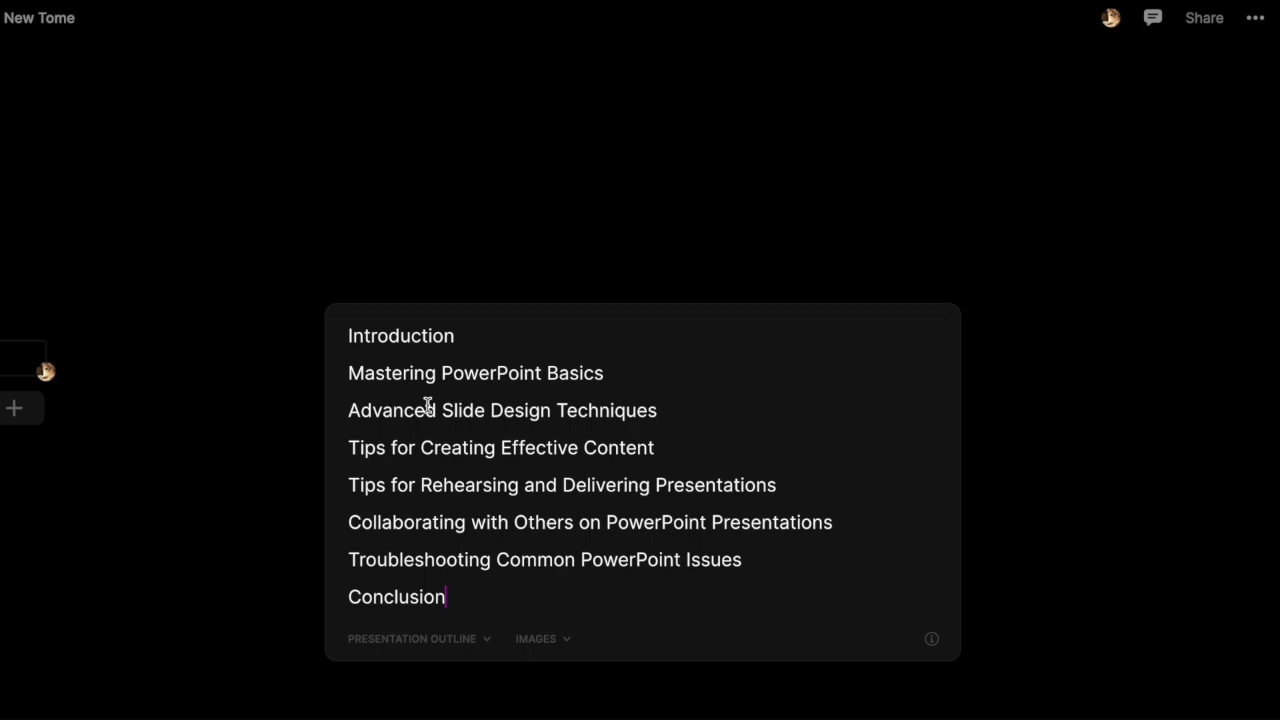 New Tome
Share
Introduction
Mastering PowerPoint Basics
Advanced Slide Design Techniques
Tips for Creating Effective Content
Tips for Rehearsing and Delivering Presentations
Collaborating with Others on PowerPoint Presentations
Troubleshooting Common PowerPoint Issues
Conclusion
PRESENTATION OUTLINE
IMAGES